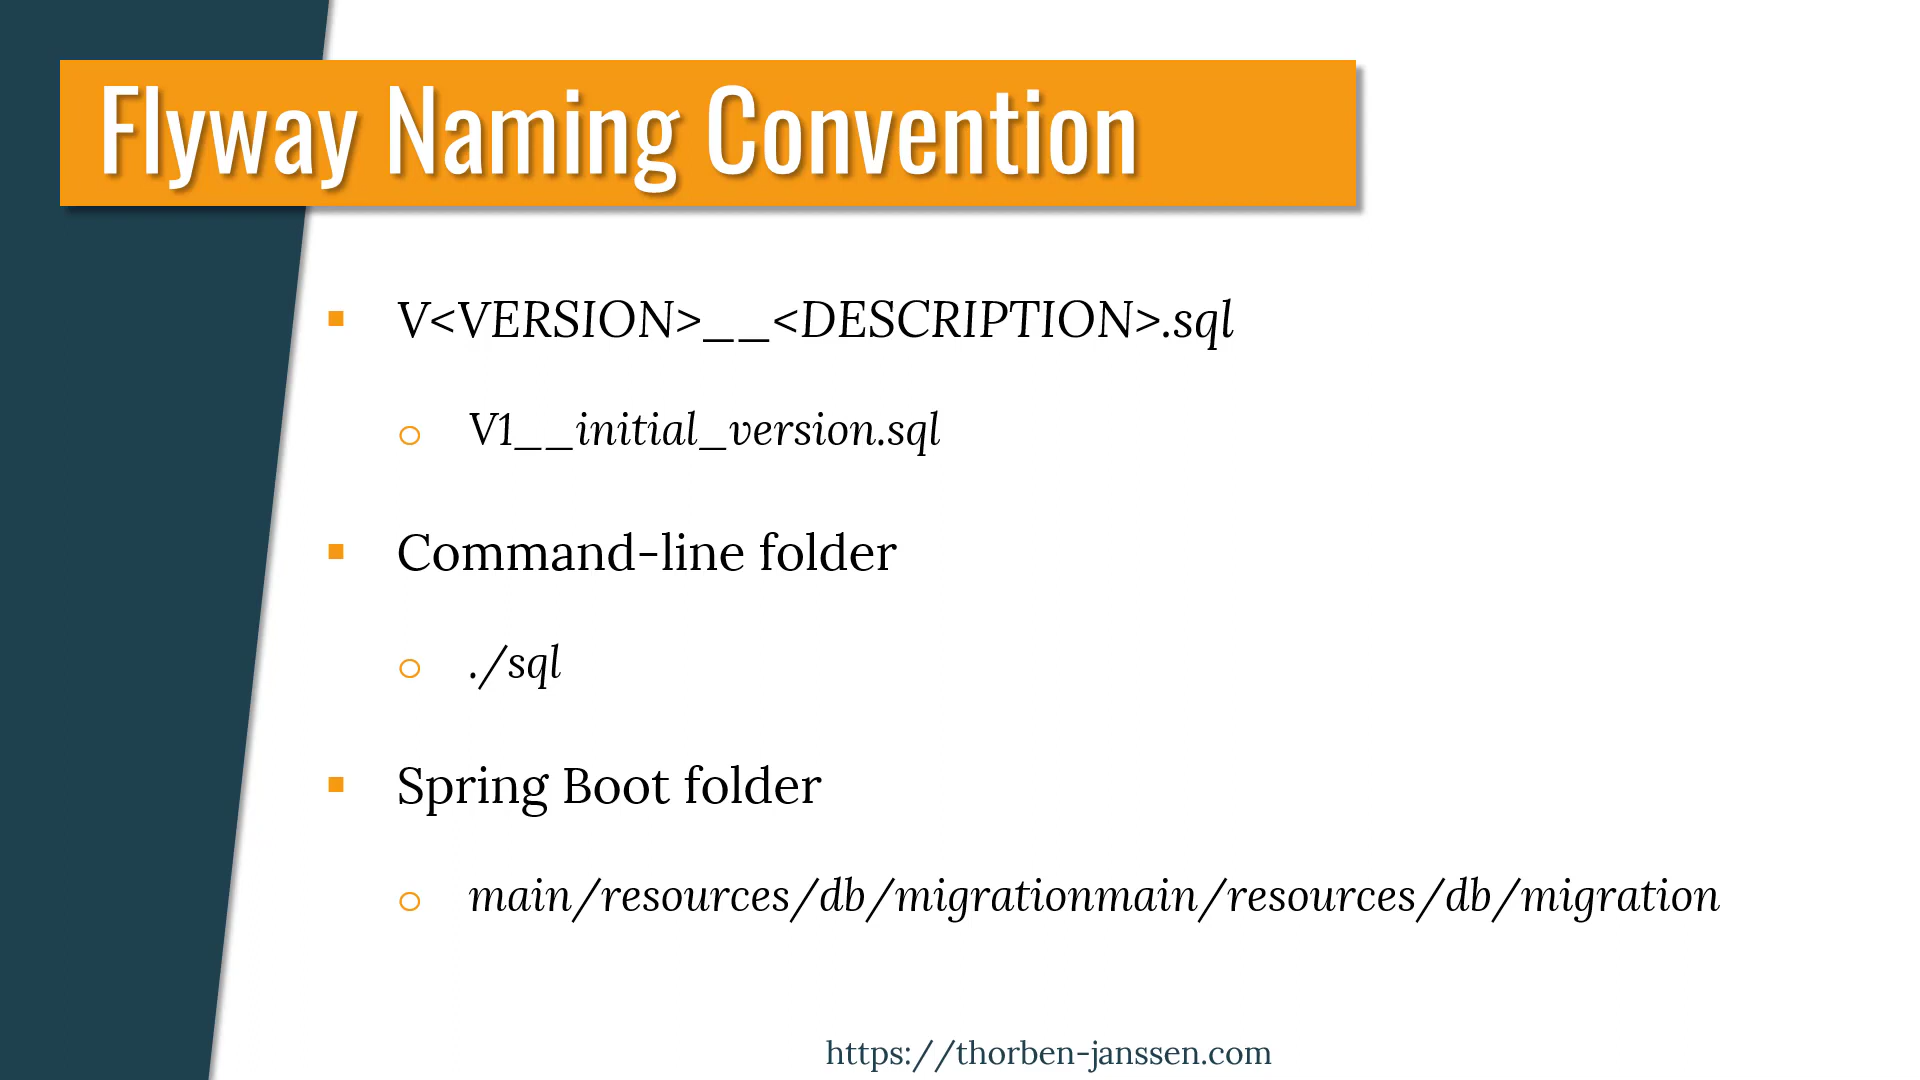 Flyway Naming Convention
V<VERSION>__<DESCRIPTION>.sql
V1__initial_version.sql
Command-line folder
./sql
Spring Boot folder
main/resources/db/migrationmain/resources/db/migration
https://thorben-janssen.com